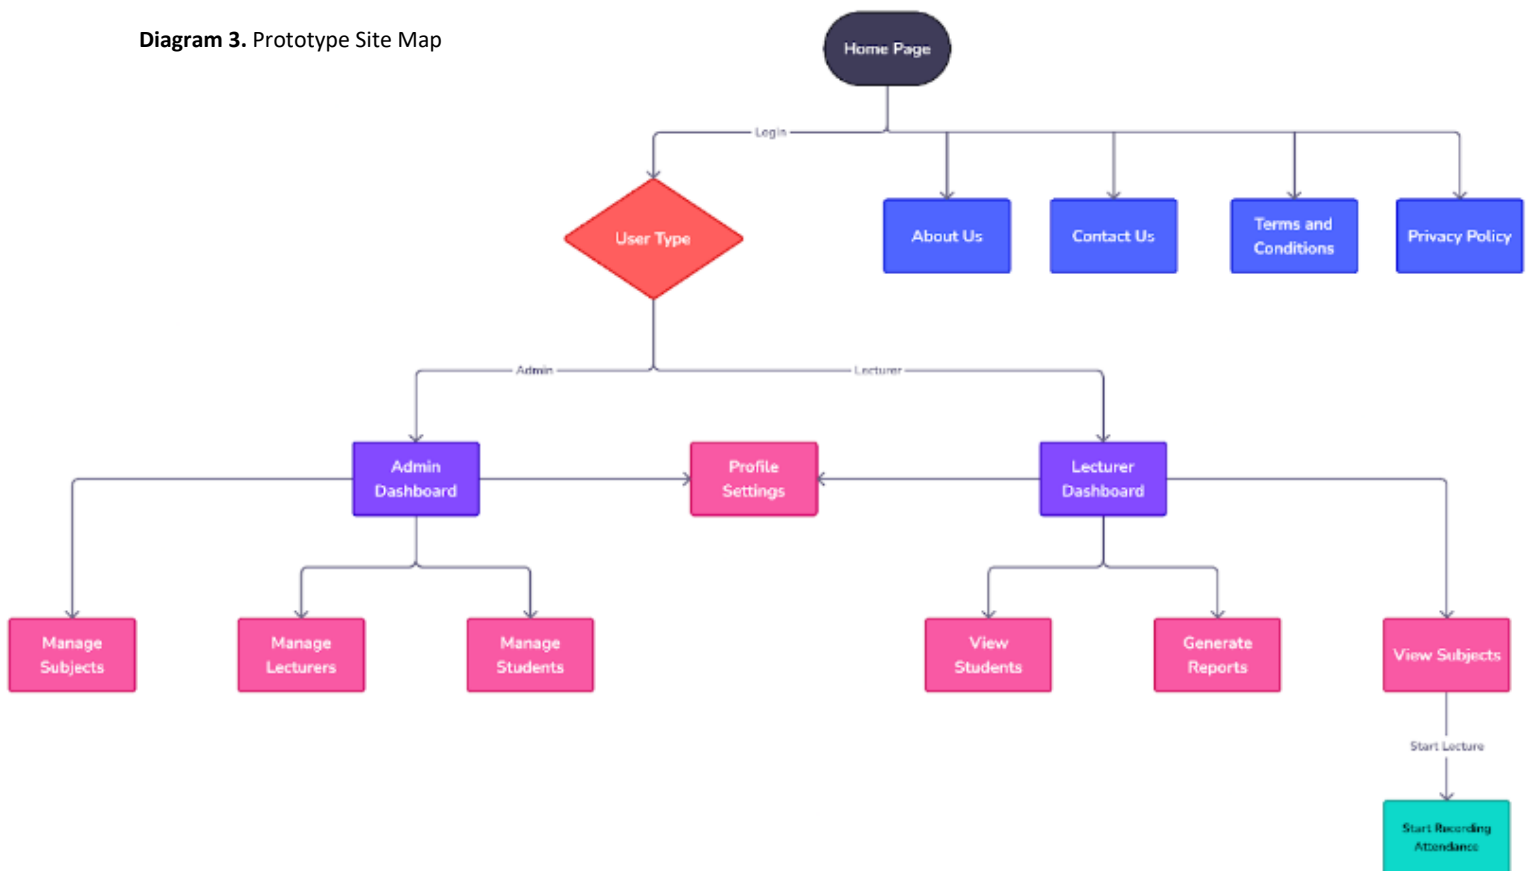 Diagram 3. Prototype Site Map
Home Page
Login
User Type
About Us
Contact Us
Terms and
Conditions
Privacy Policy
Admin
Lecturer
Admin
Dashboard
Profile
Settings
Lecturer
Dashboard
Manage
Subjects
Manage
Lecturers
Manage
Students
View
Students
Generate
Reports
View Subjects
Start Lecture
Start Recording
Attendance